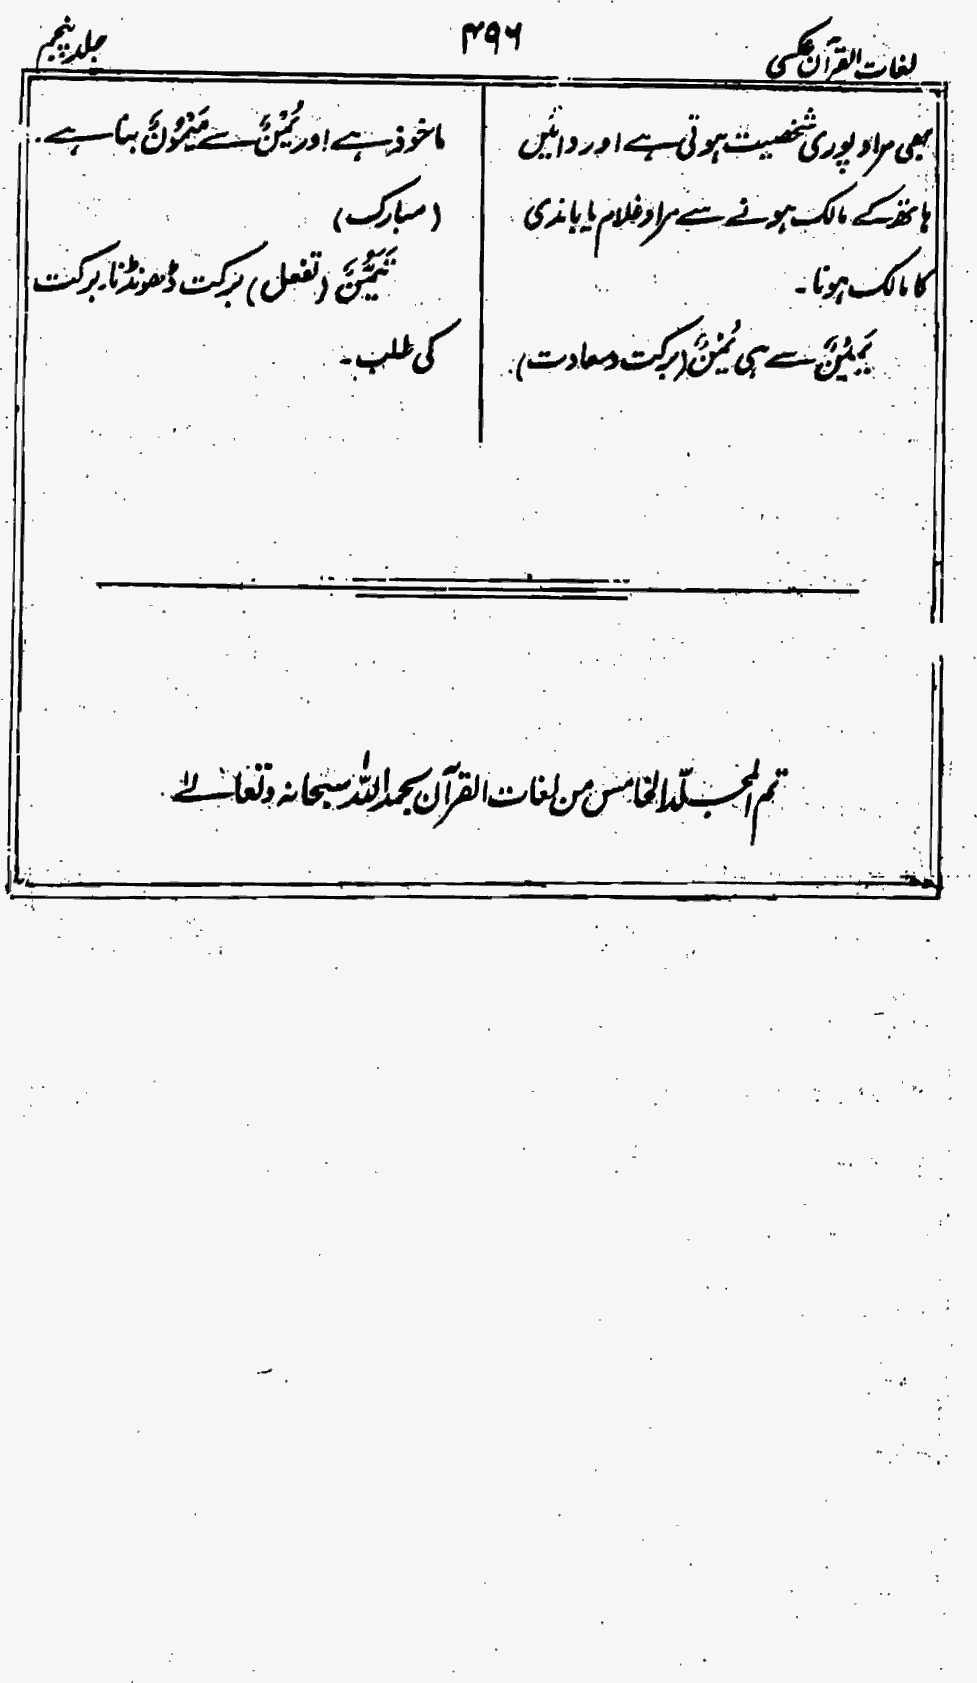 لغات القرآن عکسی
۴۹۶
جلد پنجم
بھی مراد پوری شخصیت ہوتی ہے اور دائیں
ہاتھ کے مالک ہونے سے مراد غلام یا باندی
کا مالک ہونا۔
یَمِیْنٌ سے ہی یُمْنٌ (برکت و سعادت)
ماخوذ ہے اور یُمْنٌ سے مَیْمُوْنٌ بنا ہے۔
(مبارک)
تَیَمُّنٌ (تفعل) برکت ڈھونڈنا۔ برکت
کی طلب۔
تم المجلّد الخامس من لغات القرآن بحمد اللہ سبحانہ وتعالےٰ